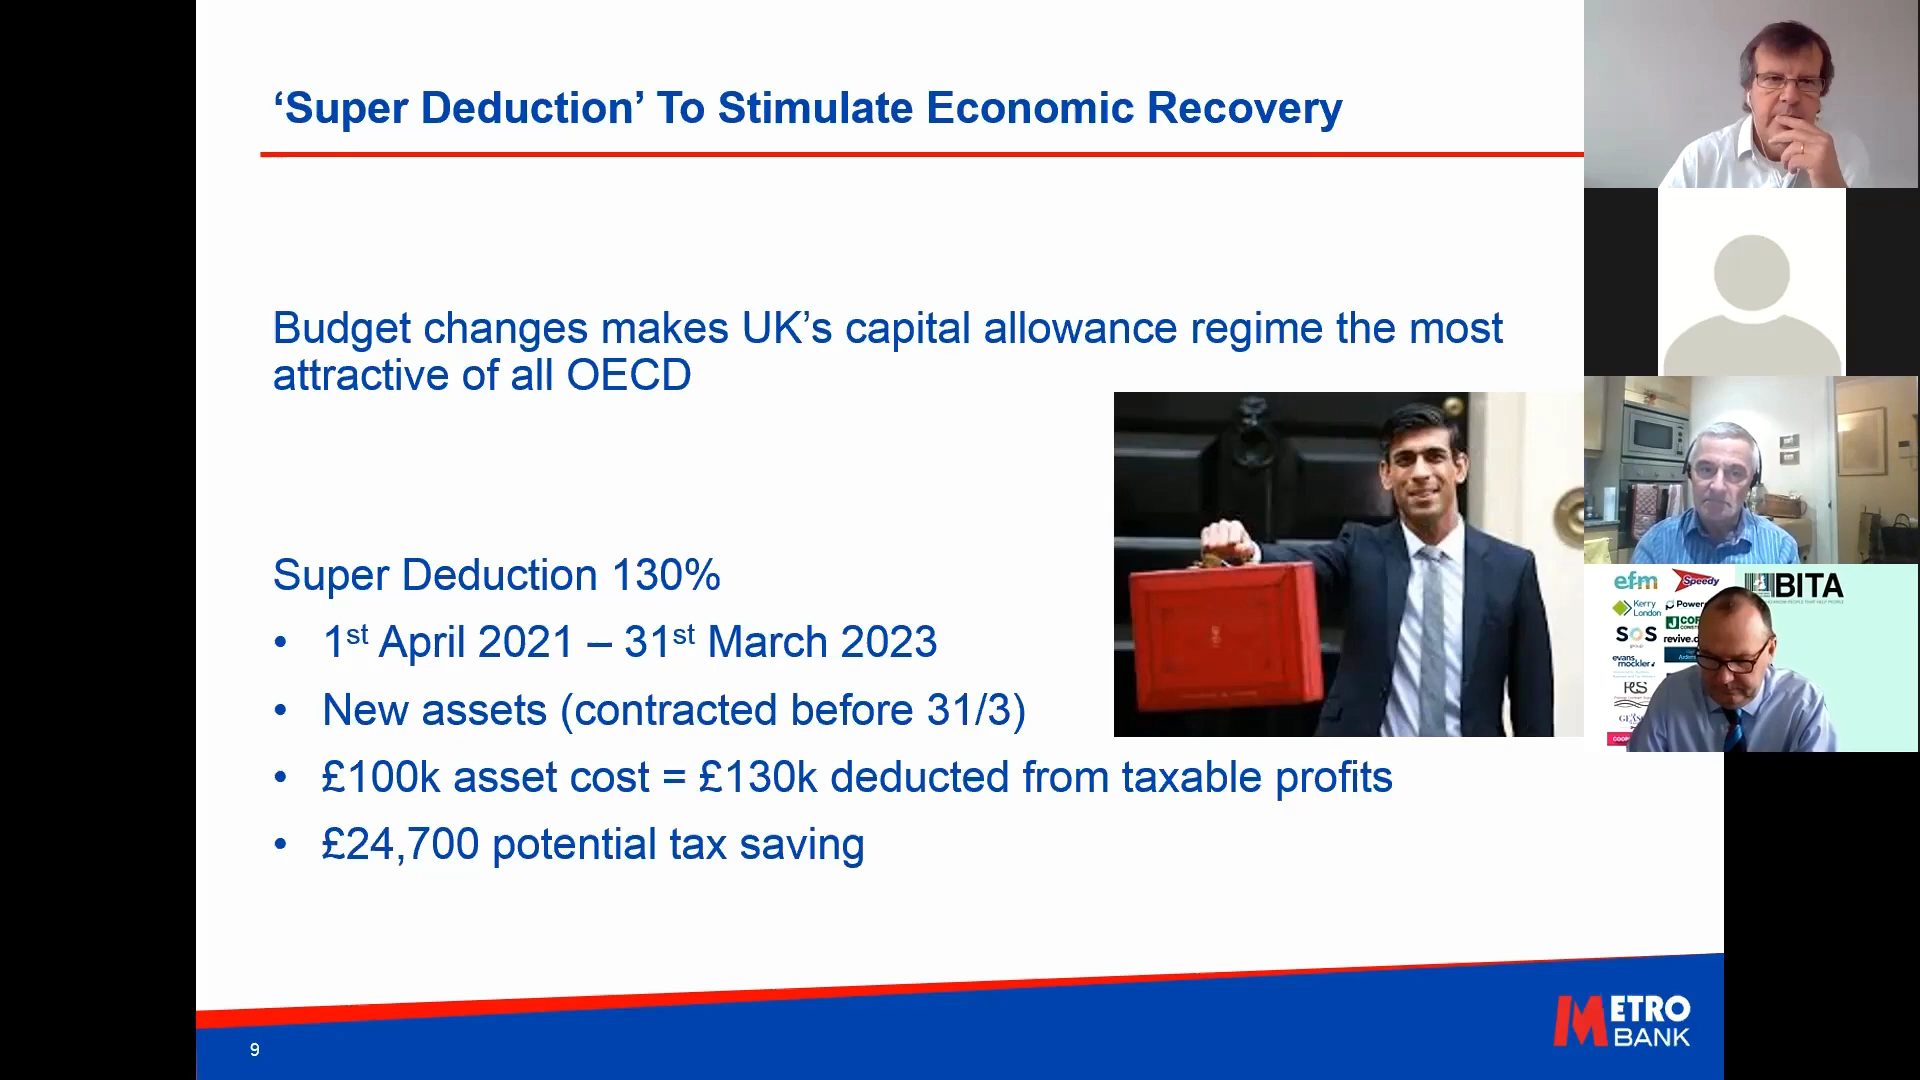 ‘Super Deduction’ To Stimulate Economic Recovery
Budget changes makes UK’s capital allowance regime the most
attractive of all OECD
Super Deduction 130%
• 1st April 2021 – 31st March 2023
• New assets (contracted before 31/3)
• £100k asset cost = £130k deducted from taxable profits
• £24,700 potential tax saving
9
METRO
BANK
efm
Speedy
BITA
Kerry
London
Power
SOS
group
revive.
evans
mockler